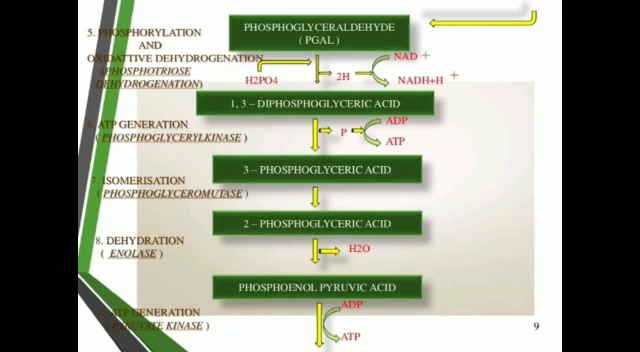 PHOSPHOGLYCERALDEHYDE
( PGAL )
5. PHOSPHORYLATION
AND
OXIDATTIVE DEHYDROGENATION
(PHOSPHOTRIOSE
DEHYDROGENATION)
H2PO4
2H
NAD +
NADH+H +
1, 3 – DIPHOSPHOGLYCERIC ACID
ATP GENERATION
( PHOSPHOGLYCERYLKINASE )
P
ADP
ATP
3 – PHOSPHOGLYCERIC ACID
7. ISOMERISATION
( PHOSPHOGLYCEROMUTASE )
2 – PHOSPHOGLYCERIC ACID
8. DEHYDRATION
( ENOLASE )
H2O
PHOSPHOENOL PYRUVIC ACID
ATP GENERATION
KINASE )
ADP
ATP
9